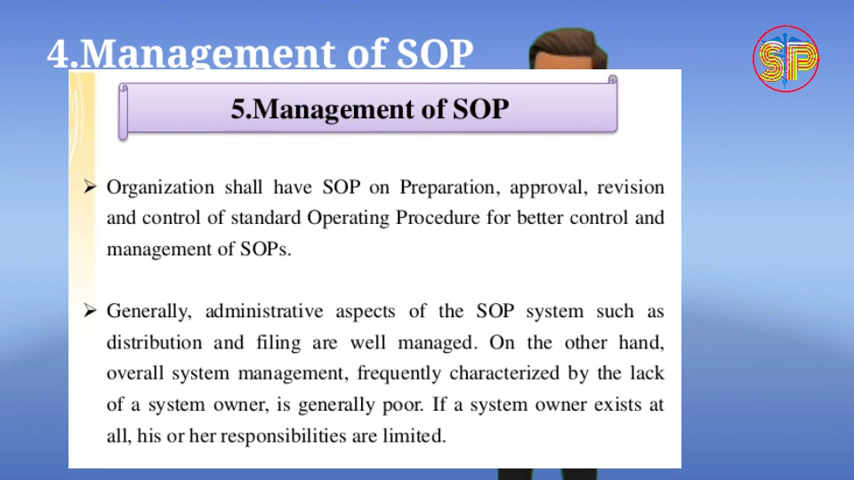 4.Management of SOP
SP
5.Management of SOP
➢ Organization shall have SOP on Preparation, approval, revision
and control of standard Operating Procedure for better control and
management of SOPs.
➢ Generally, administrative aspects of the SOP system such as
distribution and filing are well managed. On the other hand,
overall system management, frequently characterized by the lack
of a system owner, is generally poor. If a system owner exists at
all, his or her responsibilities are limited.